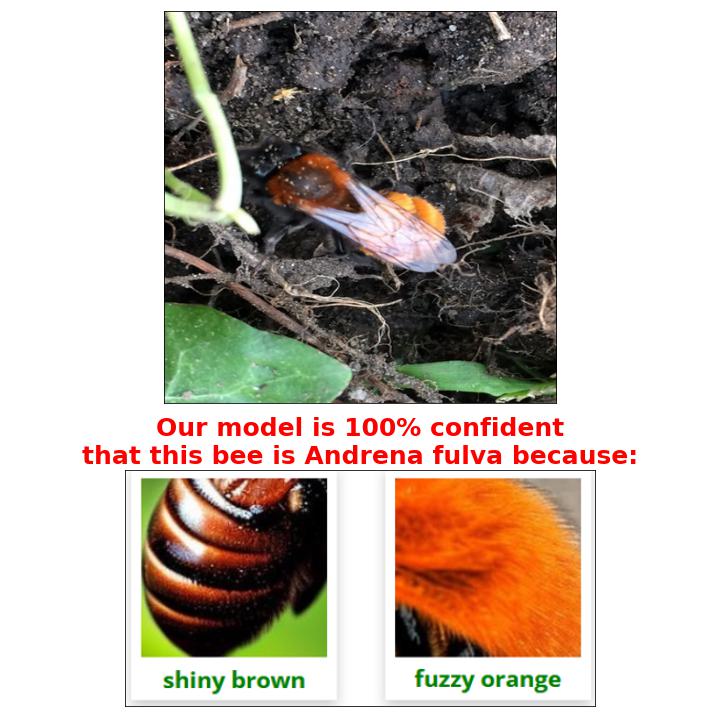 Our model is 100% confident
that this bee is Andrena fulva because:
shiny brown
fuzzy orange